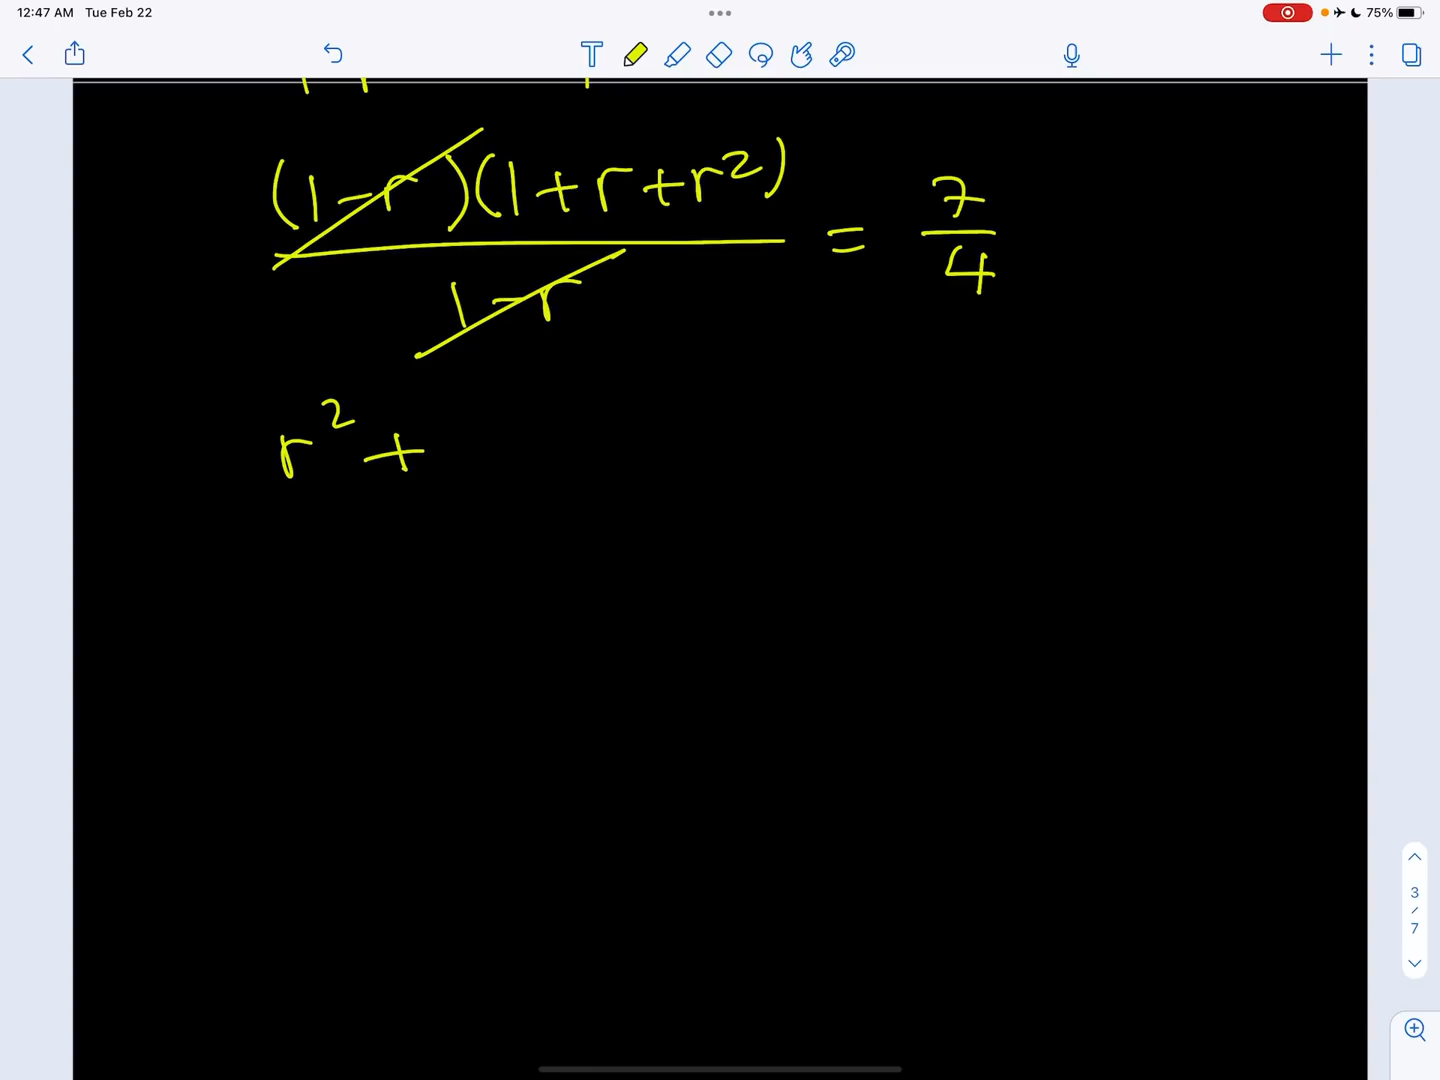 12:47 AM Tue Feb 22
75%
T
(1-r)(1+r+r²)
= 7/4
1-r
r² +
3
/
7